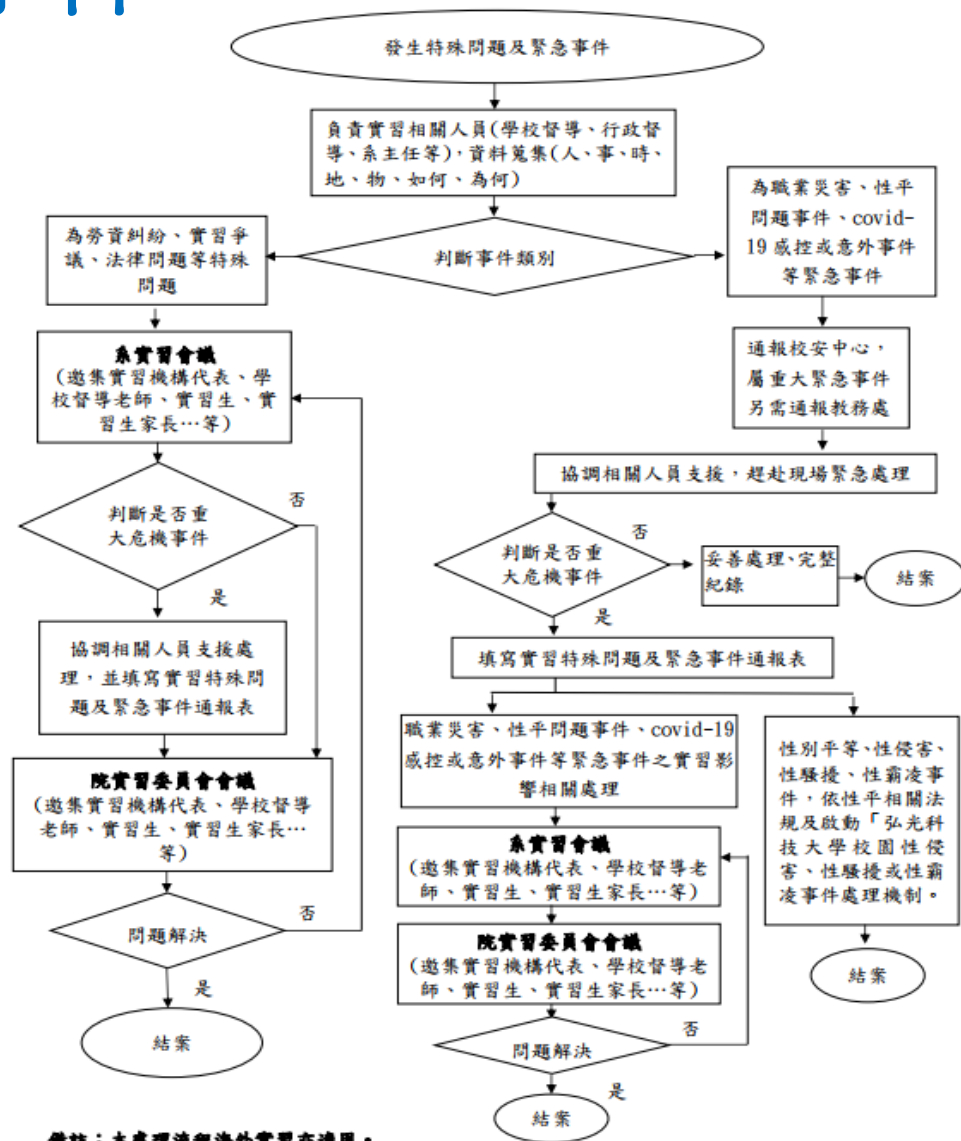 發生特殊問題及緊急事件
負責實習相關人員(學校督導、行政督
導、系主任等),資料蒐集(人、事、時、
地、物、如何、為何)
判斷事件類別
為勞資糾紛、實習爭
議、法律問題等特殊
問題
系實習會議
(邀集實習機構代表、學
校督導老師、實習生、實
習生家長…等)
判斷是否重
大危機事件
否
是
協調相關人員支援處
理,並填寫實習特殊問
題及緊急事件通報表
院實習委員會會議
(邀集實習機構代表、學校督導
老師、實習生、實習生家長…
等)
問題解決
否
是
結案
為職業災害、性平
問題事件、covid-
19感控或意外事件
等緊急事件
通報校安中心,
屬重大緊急事件
另需通報教務處
協調相關人員支援,趕赴現場緊急處理
判斷是否重
大危機事件
否
妥善處理、完整
紀錄
結案
是
填寫實習特殊問題及緊急事件通報表
職業災害、性平問題事件、covid-19
感控或意外事件等緊急事件之實習影
響相關處理
系實習會議
(邀集實習機構代表、學校督導老
師、實習生、實習生家長…等)
院實習委員會會議
(邀集實習機構代表、學校督導老
師、實習生、實習生家長…等)
問題解決
否
是
結案
性別平等、性侵害、
性騷擾、性霸凌事
件,依性平相關法
規及啟動「弘光科
技大學校園性侵
害、性騷擾或性霸
凌事件處理機制。
結案
備註:本處理流程海外實習亦適用。